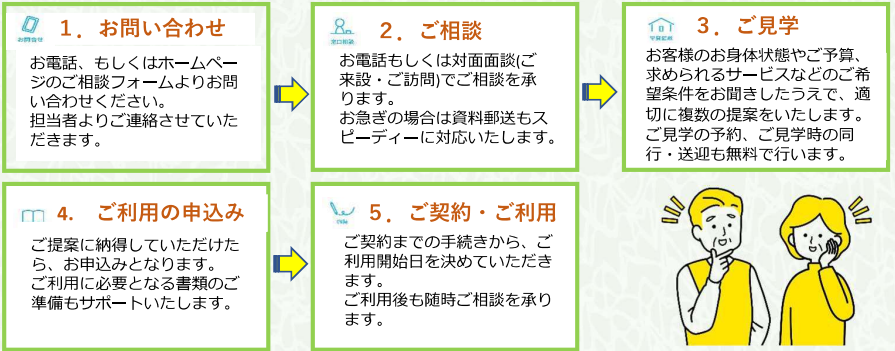 1．お問い合わせ
お問合せ
お電話、もしくはホームペー
ジのご相談フォームよりお問
い合わせください。
担当者よりご連絡させていた
だきます。
2．ご相談
窓口相談
お電話もしくは対面面談(ご
来設・ご訪問)でご相談を承
ります。
お急ぎの場合は資料郵送もス
ピーディーに対応いたします。
3．ご見学
お客様のお身体状態やご予算、
求められるサービスなどのご希
望条件をお聞きしたうえで、適
切に複数の提案をいたします。
ご見学の予約、ご見学時の同
行・送迎も無料で行います。
4.　ご利用の申込み
ご提案に納得していただけた
ら、お申込みとなります。
ご利用に必要となる書類のご
準備もサポートいたします。
5．ご契約・ご利用
ご契約までの手続きから、ご
利用開始日を決めていただき
ます。
ご利用後も随時ご相談を承り
ます。